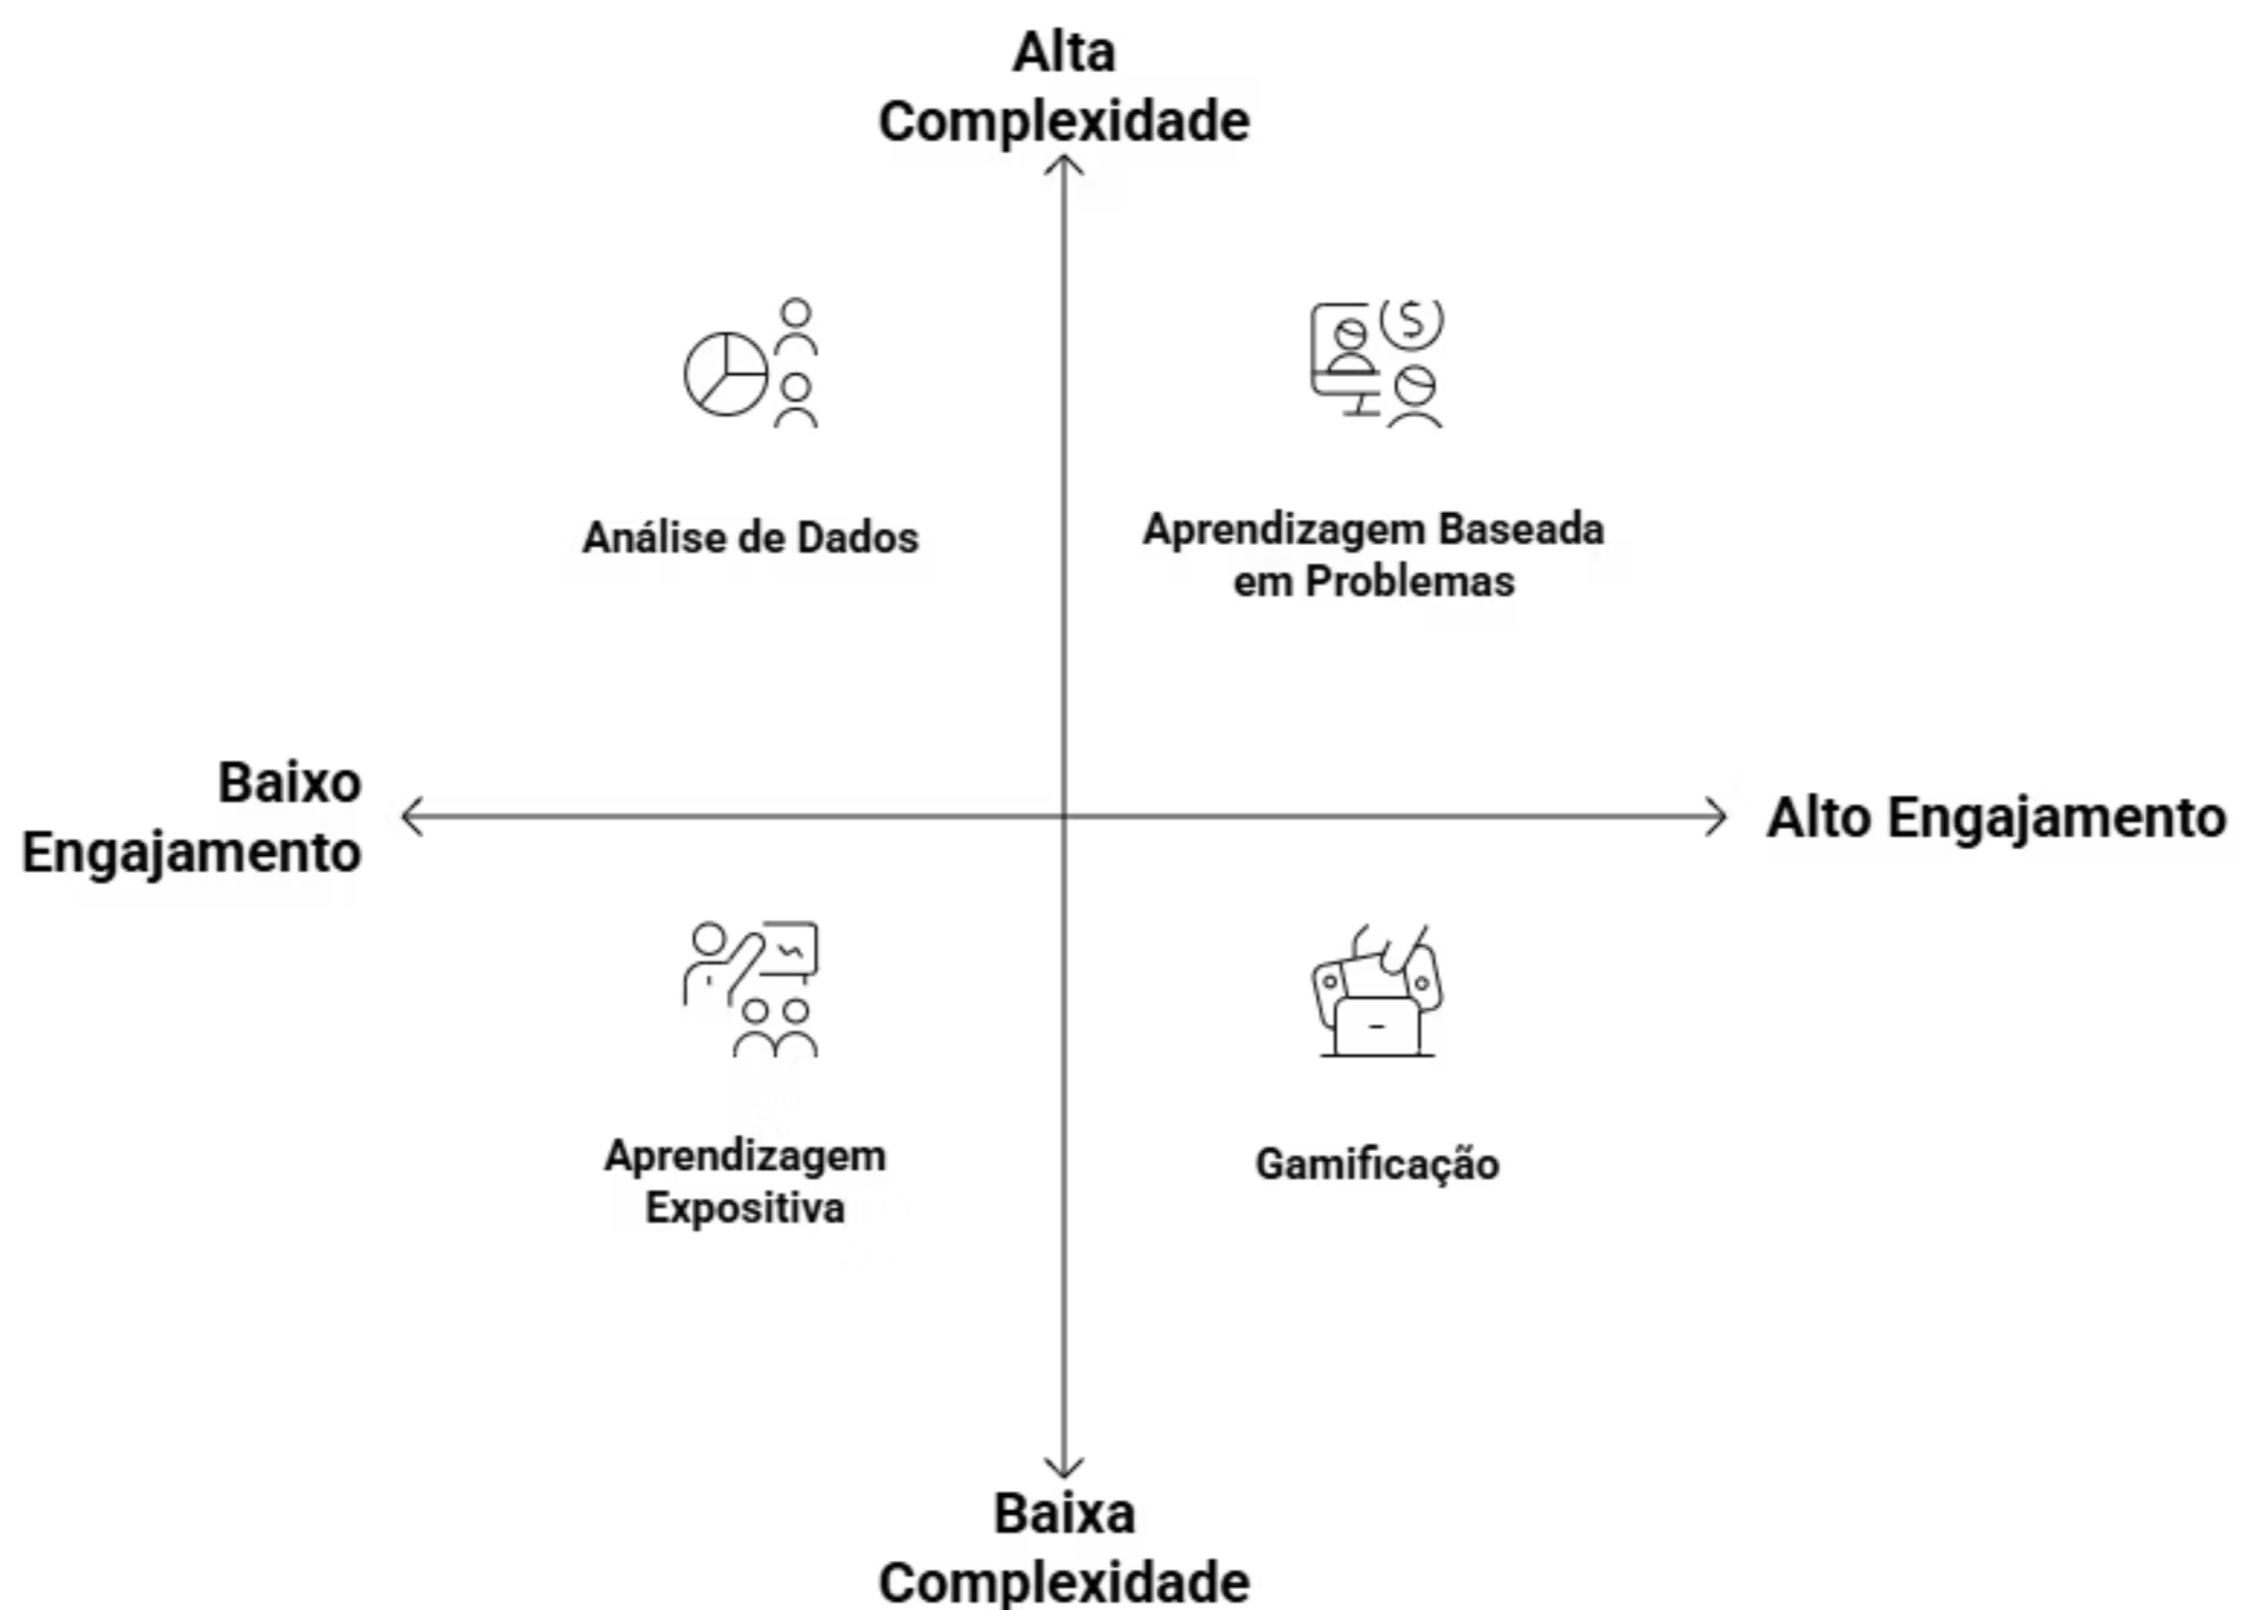 Alta
Complexidade
Análise de Dados
Aprendizagem Baseada
em Problemas
Baixo
Engajamento
Alto Engajamento
Aprendizagem
Expositiva
Gamificação
Baixa
Complexidade